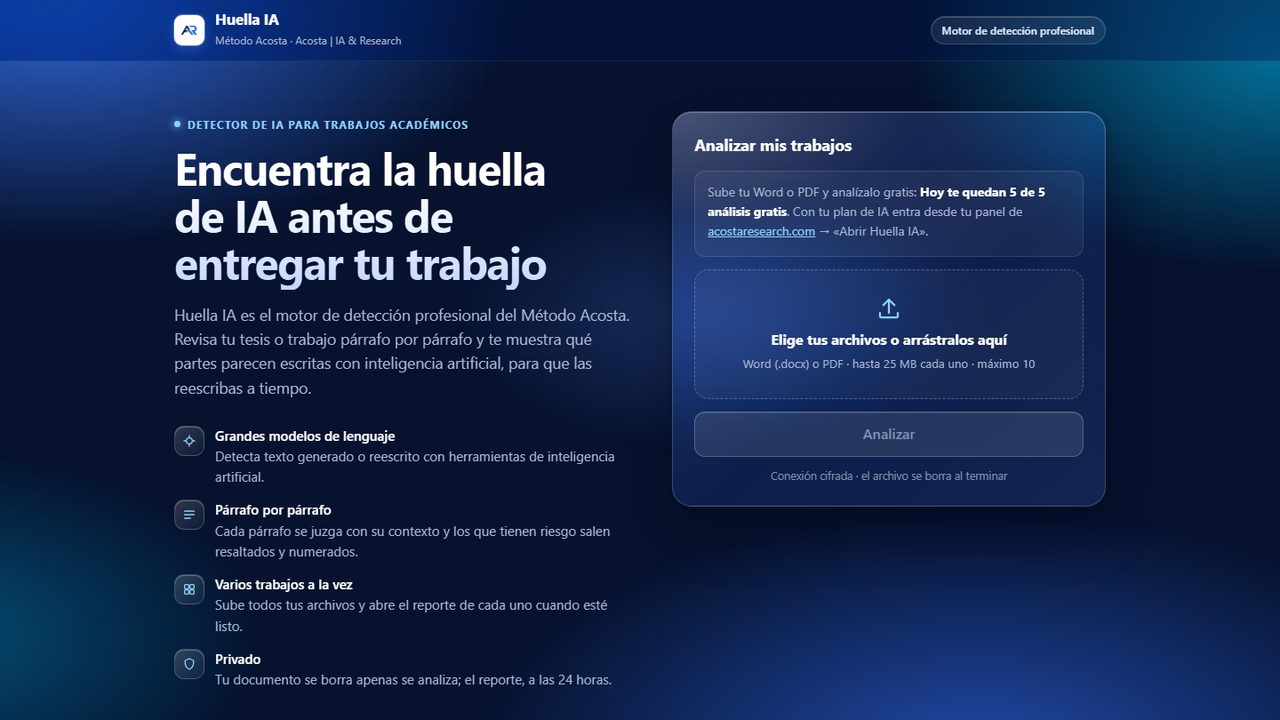 Huella IA
Método Acosta · Acosta | IA & Research
Motor de detección profesional
DETECTOR DE IA PARA TRABAJOS ACADÉMICOS
Encuentra la huella
de IA antes de
entregar tu trabajo
Huella IA es el motor de detección profesional del Método Acosta.
Revisa tu tesis o trabajo párrafo por párrafo y te muestra qué
partes parecen escritas con inteligencia artificial, para que las
reescribas a tiempo.
Grandes modelos de lenguaje
Detecta texto generado o reescrito con herramientas de inteligencia
artificial.
Párrafo por párrafo
Cada párrafo se juzga con su contexto y los que tienen riesgo salen
resaltados y numerados.
Varios trabajos a la vez
Sube todos tus archivos y abre el reporte de cada uno cuando esté
listo.
Privado
Tu documento se borra apenas se analiza; el reporte, a las 24 horas.
Analizar mis trabajos
Sube tu Word o PDF y analízalo gratis: Hoy te quedan 5 de 5
análisis gratis. Con tu plan de IA entra desde tu panel de
acostaresearch.com → «Abrir Huella IA».
Elige tus archivos o arrástralos aquí
Word (.docx) o PDF · hasta 25 MB cada uno · máximo 10
Analizar
Conexión cifrada · el archivo se borra al terminar